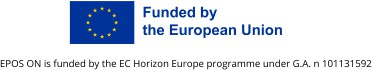 Funded by
the European Union
EPOS ON is funded by the EC Horizon Europe programme under G.A. n 101131592